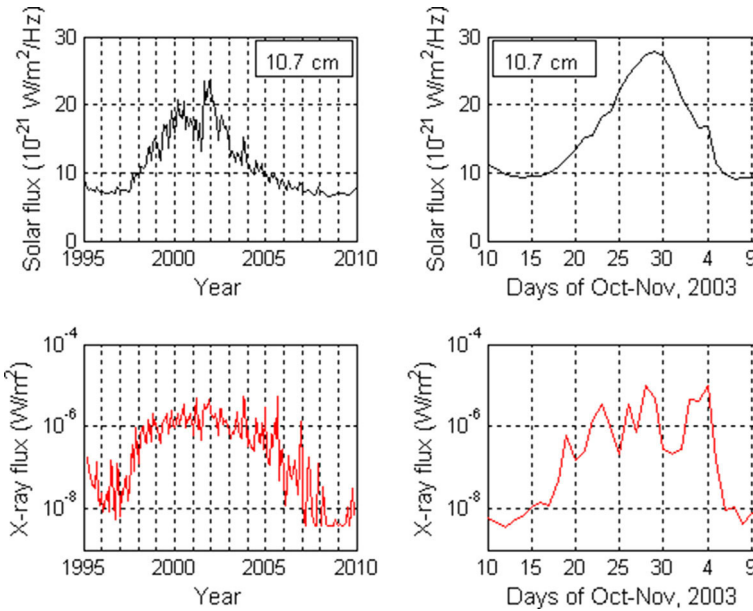 30
20
10
0
Solar flux (10-21 W/m2/Hz)
10.7 cm
1995 2000 2005 2010
Year
30
20
10
0
Solar flux (10-21 W/m2/Hz)
10.7 cm
10 15 20 25 30 4 9
Days of Oct-Nov, 2003
10-4
10-6
10-8
X-ray flux (W/m2)
1995 2000 2005 2010
Year
10-4
10-6
10-8
X-ray flux (W/m2)
10 15 20 25 30 4 9
Days of Oct-Nov, 2003